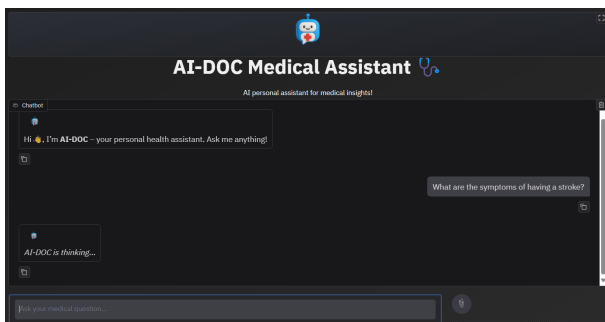 AI-DOC Medical Assistant
AI personal assistant for medical insights!
Chatbot
Hi 👋, I'm AI-DOC – your personal health assistant. Ask me anything!
What are the symptoms of having a stroke?
AI-DOC is thinking...
Ask your medical question...